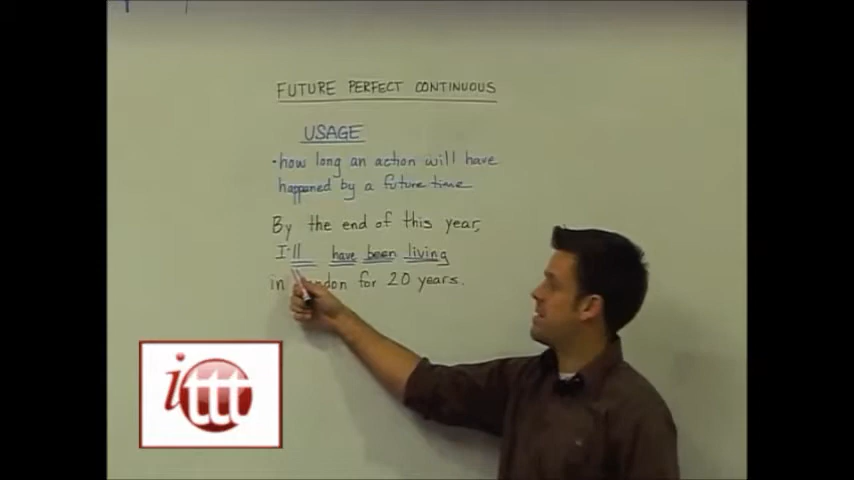 FUTURE PERFECT CONTINUOUS
USAGE
•how long an action will have
happened by a future time
By the end of this year,
I'll have been living
in London for 20 years.
ittt